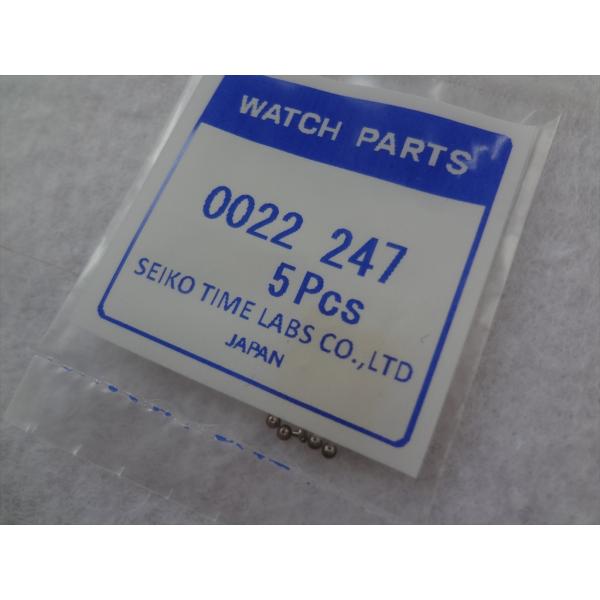 WATCH PARTS
0022 247
5Pcs
SEIKO TIME LABS CO.,LTD
JAPAN